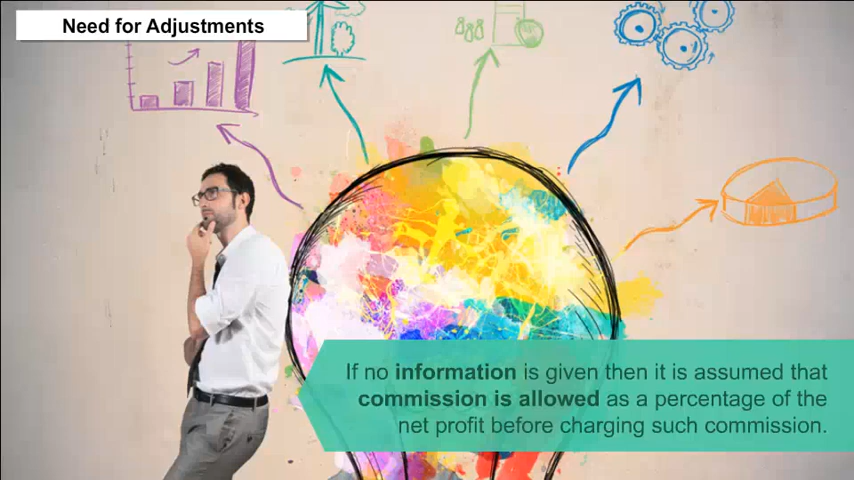 Need for Adjustments
If no information is given then it is assumed that
commission is allowed as a percentage of the
net profit before charging such commission.